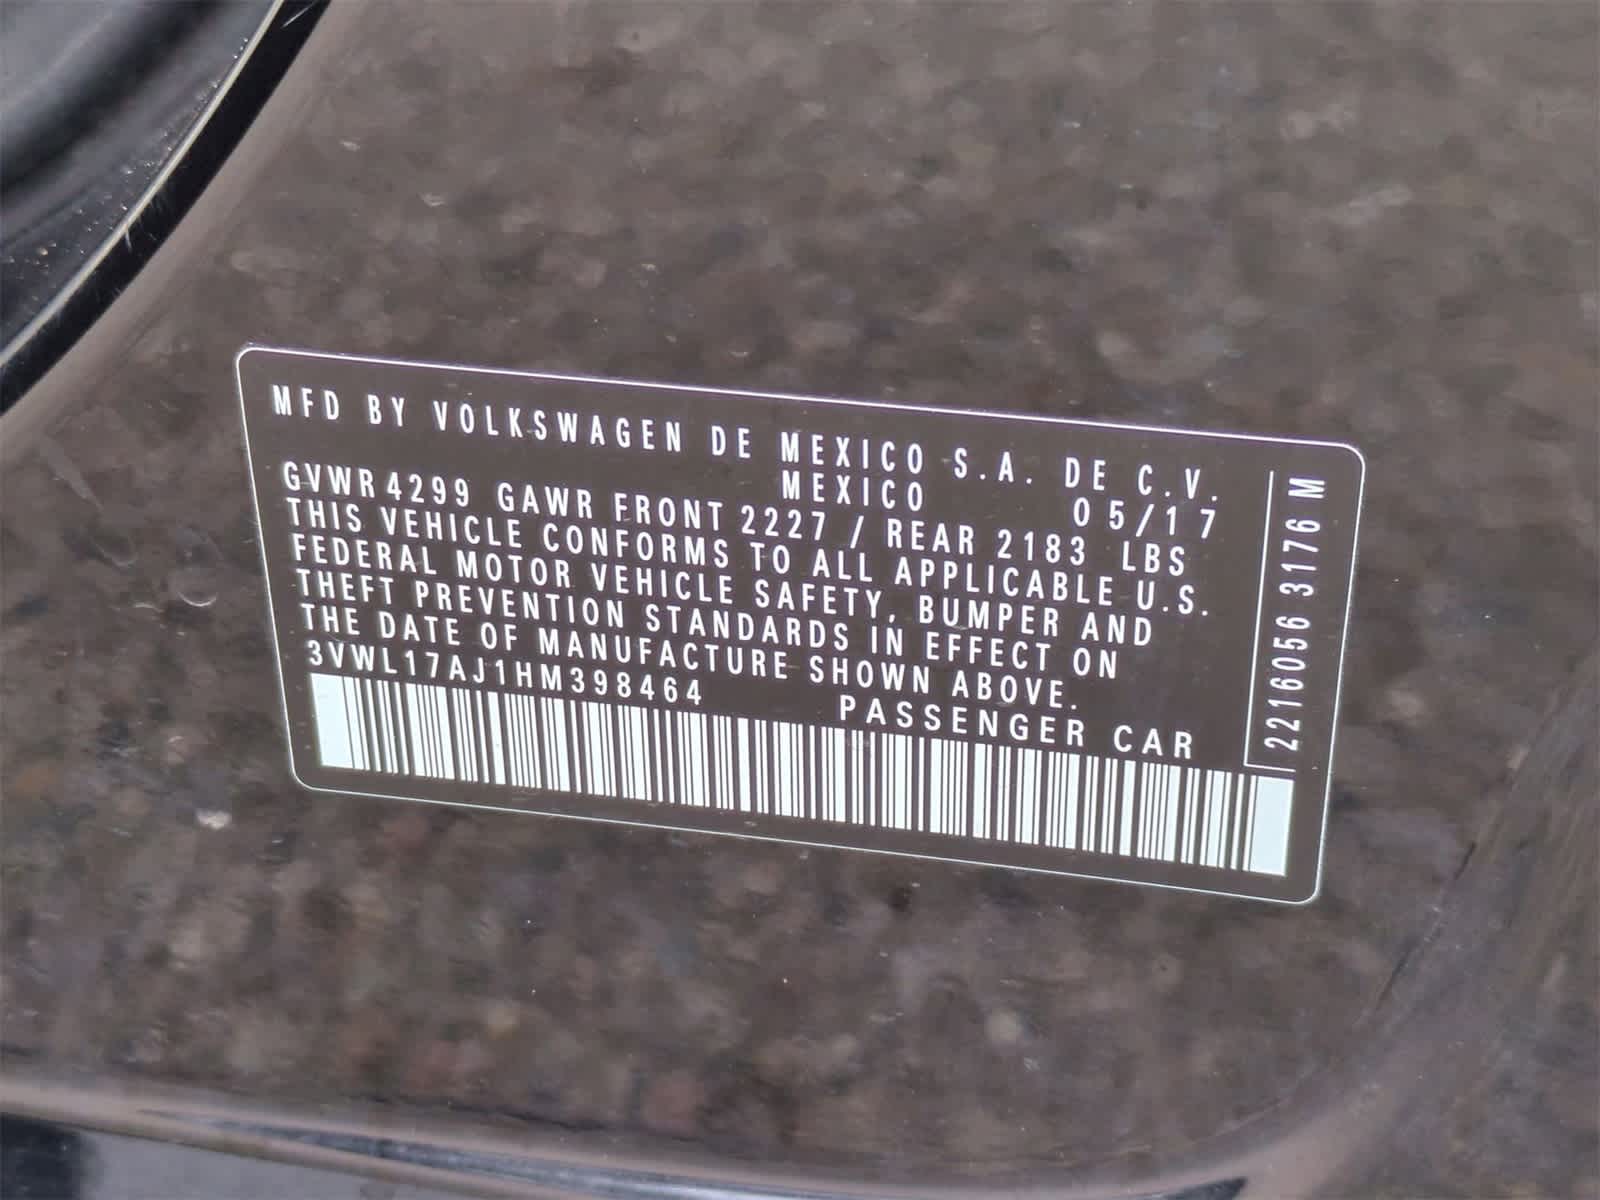 MFD BY VOLKSWAGEN DE MEXICO S.A. DE C.V.
MEXICO 05/17
GVWR 4299 GAWR FRONT 2227 / REAR 2183 LBS
THIS VEHICLE CONFORMS TO ALL APPLICABLE U.S.
FEDERAL MOTOR VEHICLE SAFETY, BUMPER AND
THEFT PREVENTION STANDARDS IN EFFECT ON
THE DATE OF MANUFACTURE SHOWN ABOVE.
3VWL17AJ1HM398464 PASSENGER CAR
2216056 3176 M